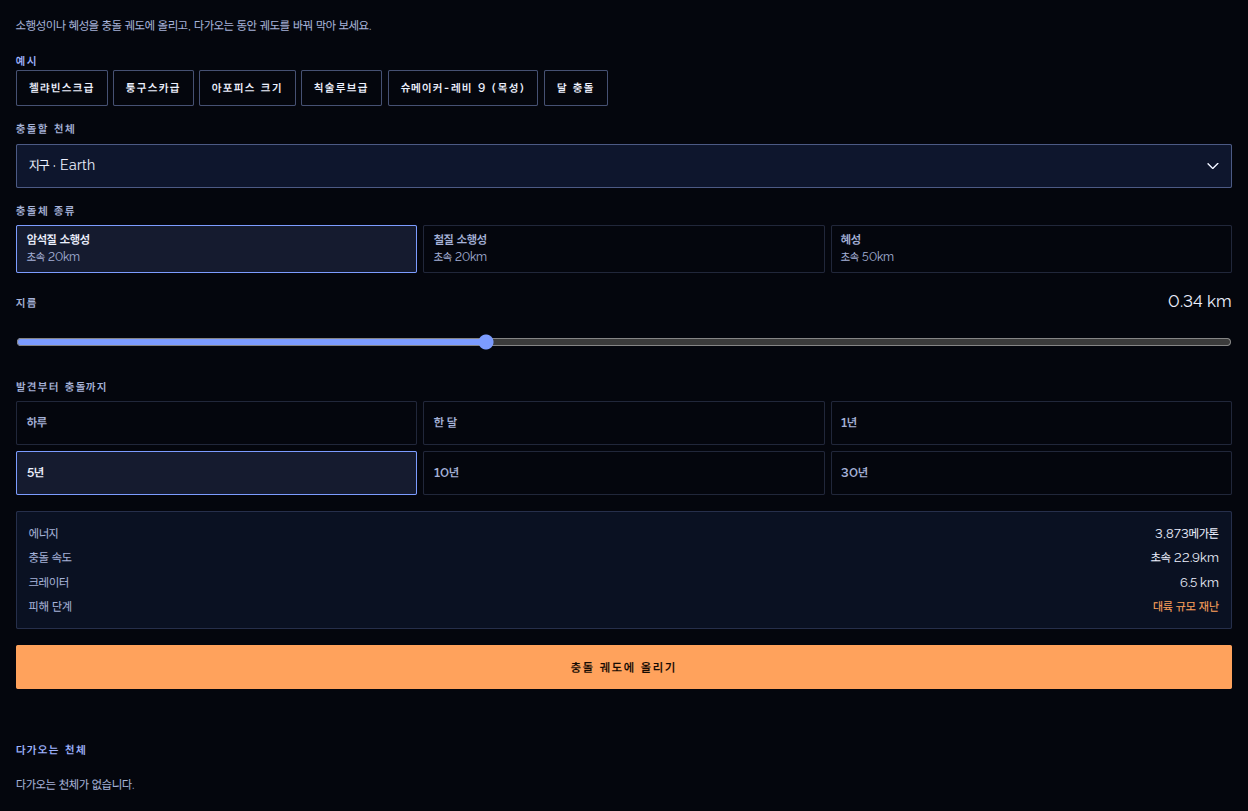 소행성이나 혜성을 충돌 궤도에 올리고, 다가오는 동안 궤도를 바꿔 막아 보세요.
예시
첼랴빈스크급 퉁구스카급 아포피스 크기 칙술루브급 슈메이커-레비 9 (목성) 달 충돌
충돌할 천체
지구 · Earth
충돌체 종류
암석질 소행성 철질 소행성 혜성
초속 20km 초속 20km 초속 50km
지름 0.34 km
발견부터 충돌까지
하루 한 달 1년
5년 10년 30년
에너지 3,873메가톤
충돌 속도 초속 22.9km
크레이터 6.5 km
피해 단계 대륙 규모 재난
충돌 궤도에 올리기
다가오는 천체
다가오는 천체가 없습니다.